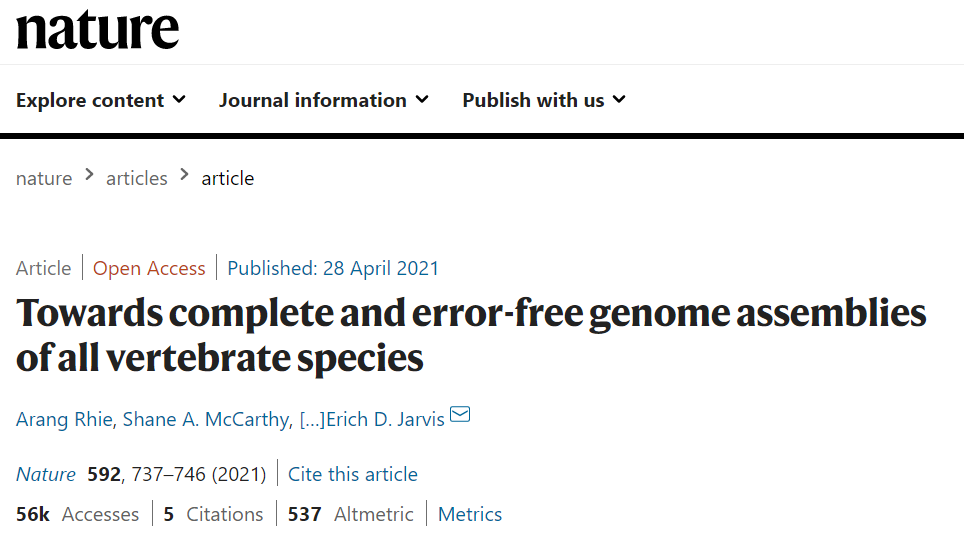 nature
Explore content Journal information Publish with us
nature > articles > article
Article | Open Access | Published: 28 April 2021
Towards complete and error-free genome assemblies
of all vertebrate species
Arang Rhie, Shane A. McCarthy, [...]Erich D. Jarvis
Nature 592, 737–746 (2021) | Cite this article
56k Accesses | 5 Citations | 537 Altmetric | Metrics